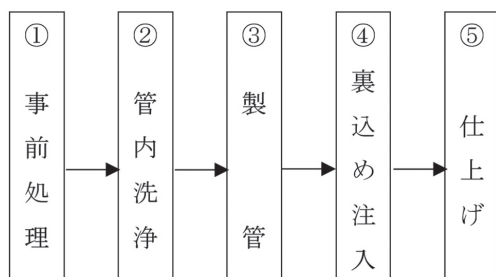 ①事前処理
②管内洗浄
③製管
④裏込め注入
⑤仕上げ